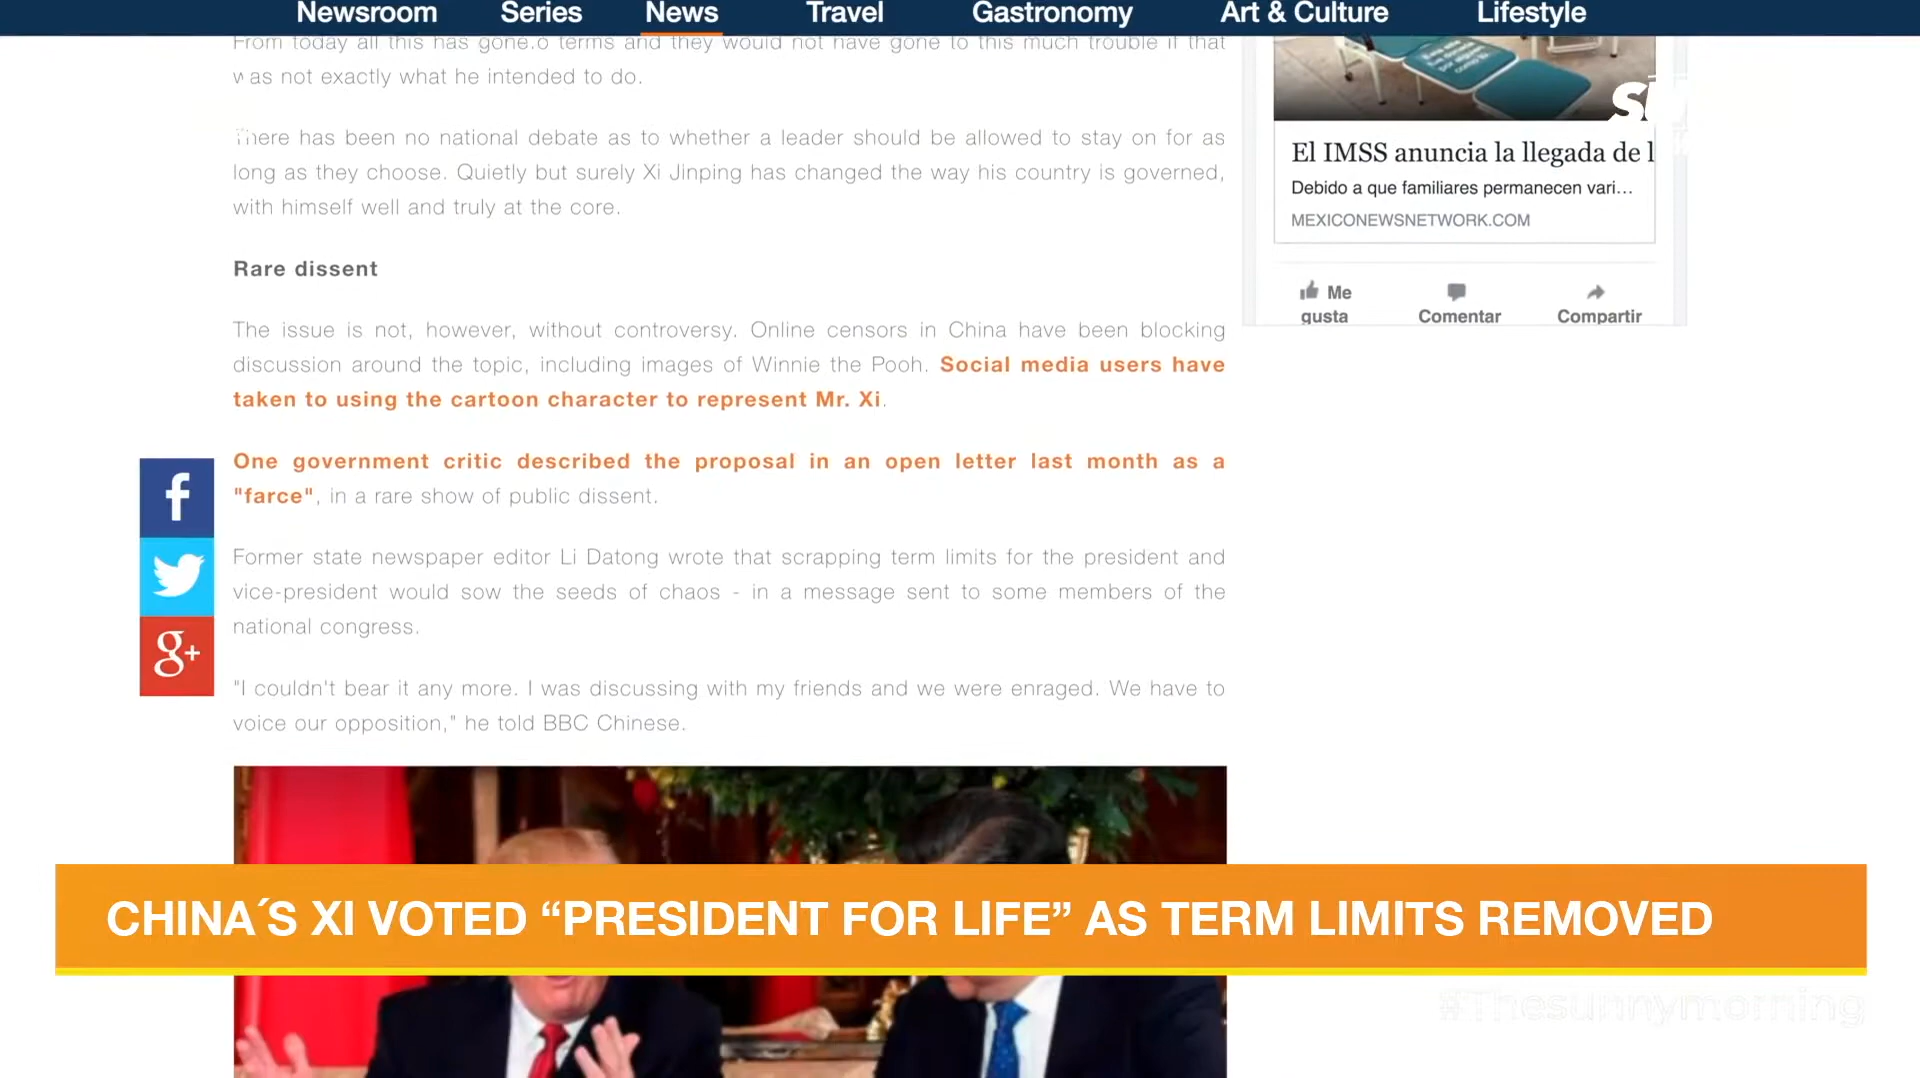 Newsroom Series News Travel Gastronomy Art & Culture Lifestyle
From today all this has gone.o terms and they would not have gone to this much trouble if that
was not exactly what he intended to do.
There has been no national debate as to whether a leader should be allowed to stay on for as
long as they choose. Quietly but surely Xi Jinping has changed the way his country is governed,
with himself well and truly at the core.
Rare dissent
The issue is not, however, without controversy. Online censors in China have been blocking
discussion around the topic, including images of Winnie the Pooh. Social media users have
taken to using the cartoon character to represent Mr. Xi.
One government critic described the proposal in an open letter last month as a
"farce", in a rare show of public dissent.
Former state newspaper editor Li Datong wrote that scrapping term limits for the president and
vice-president would sow the seeds of chaos - in a message sent to some members of the
national congress.
"I couldn't bear it any more. I was discussing with my friends and we were enraged. We have to
voice our opposition," he told BBC Chinese.
El IMSS anuncia la llegada de l
Debido a que familiares permanecen vari...
MEXICONEWSNETWORK.COM
Me gusta
Comentar
Compartir
f
g+
CHINA´S XI VOTED “PRESIDENT FOR LIFE” AS TERM LIMITS REMOVED
#Thesunnymorning